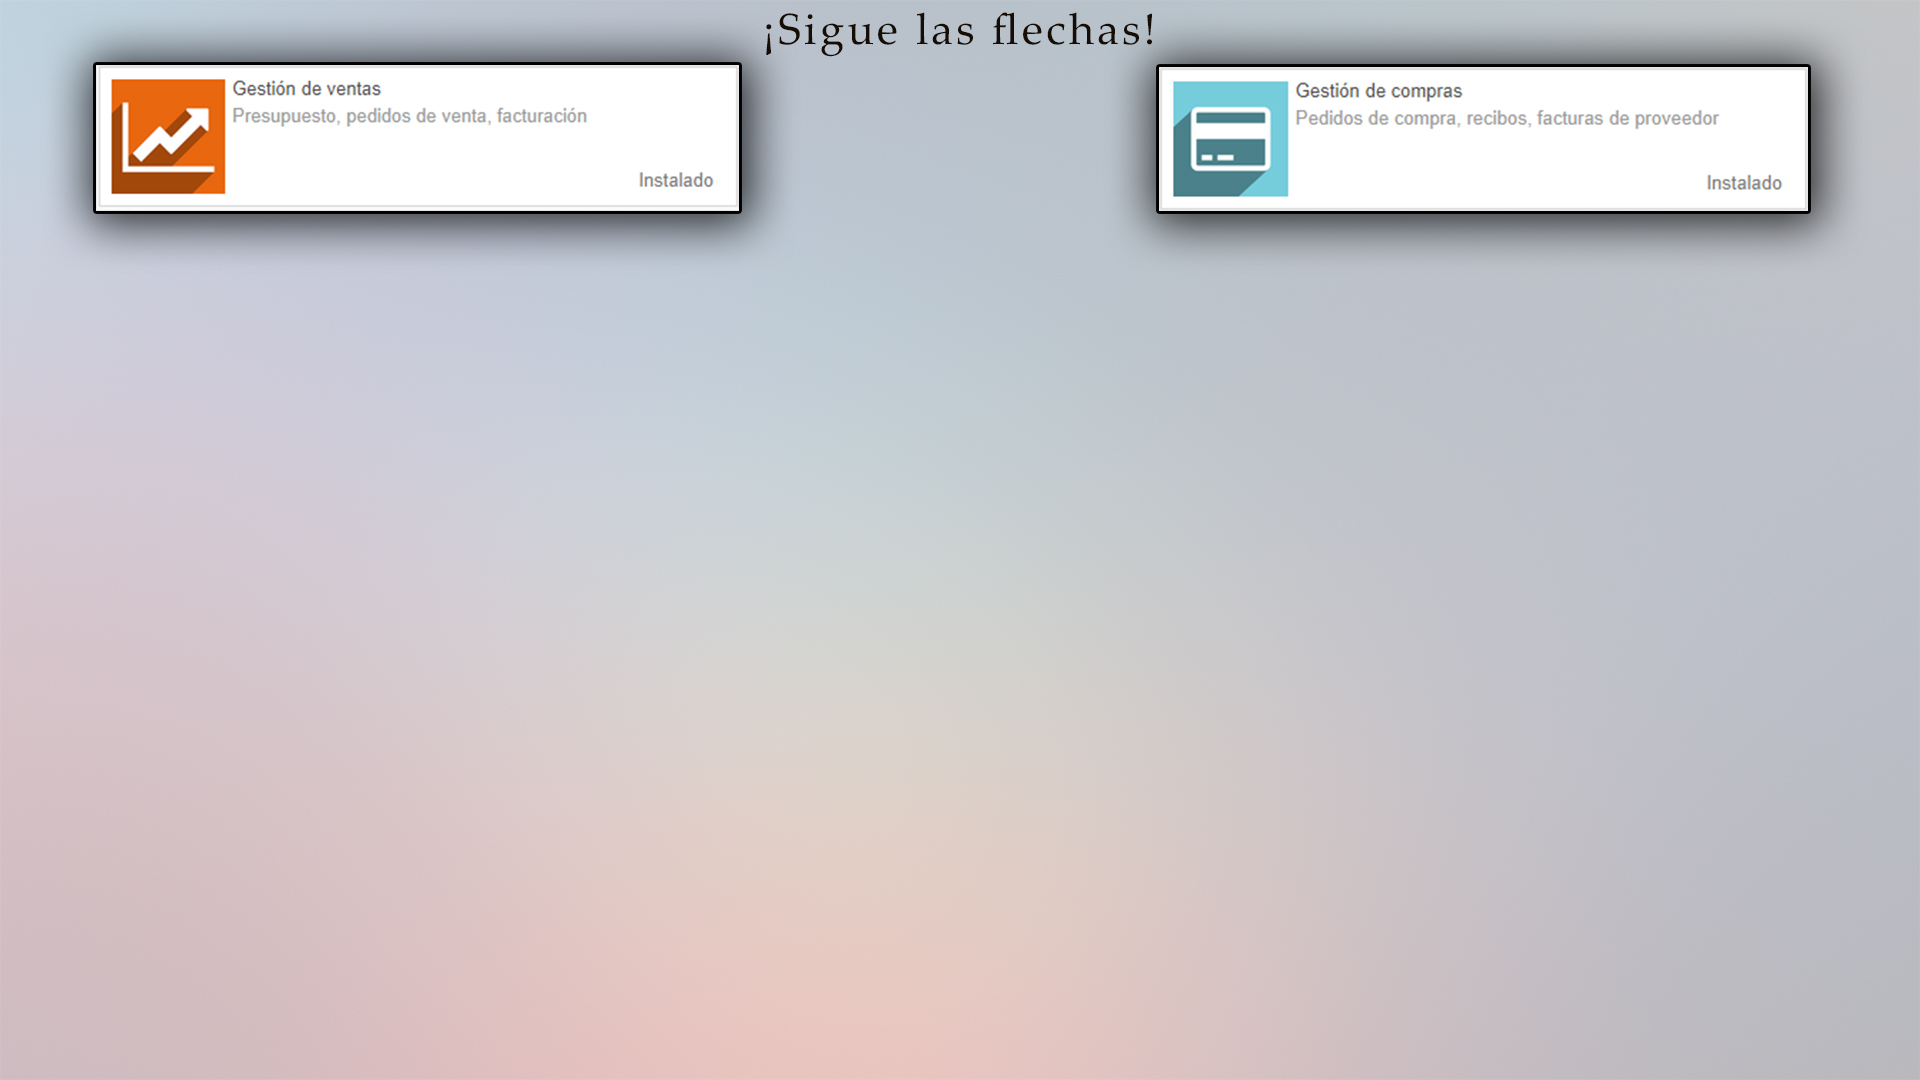 ¡Sigue las flechas!
Gestión de ventas
Presupuesto, pedidos de venta, facturación
Instalado
Gestión de compras
Pedidos de compra, recibos, facturas de proveedor
Instalado